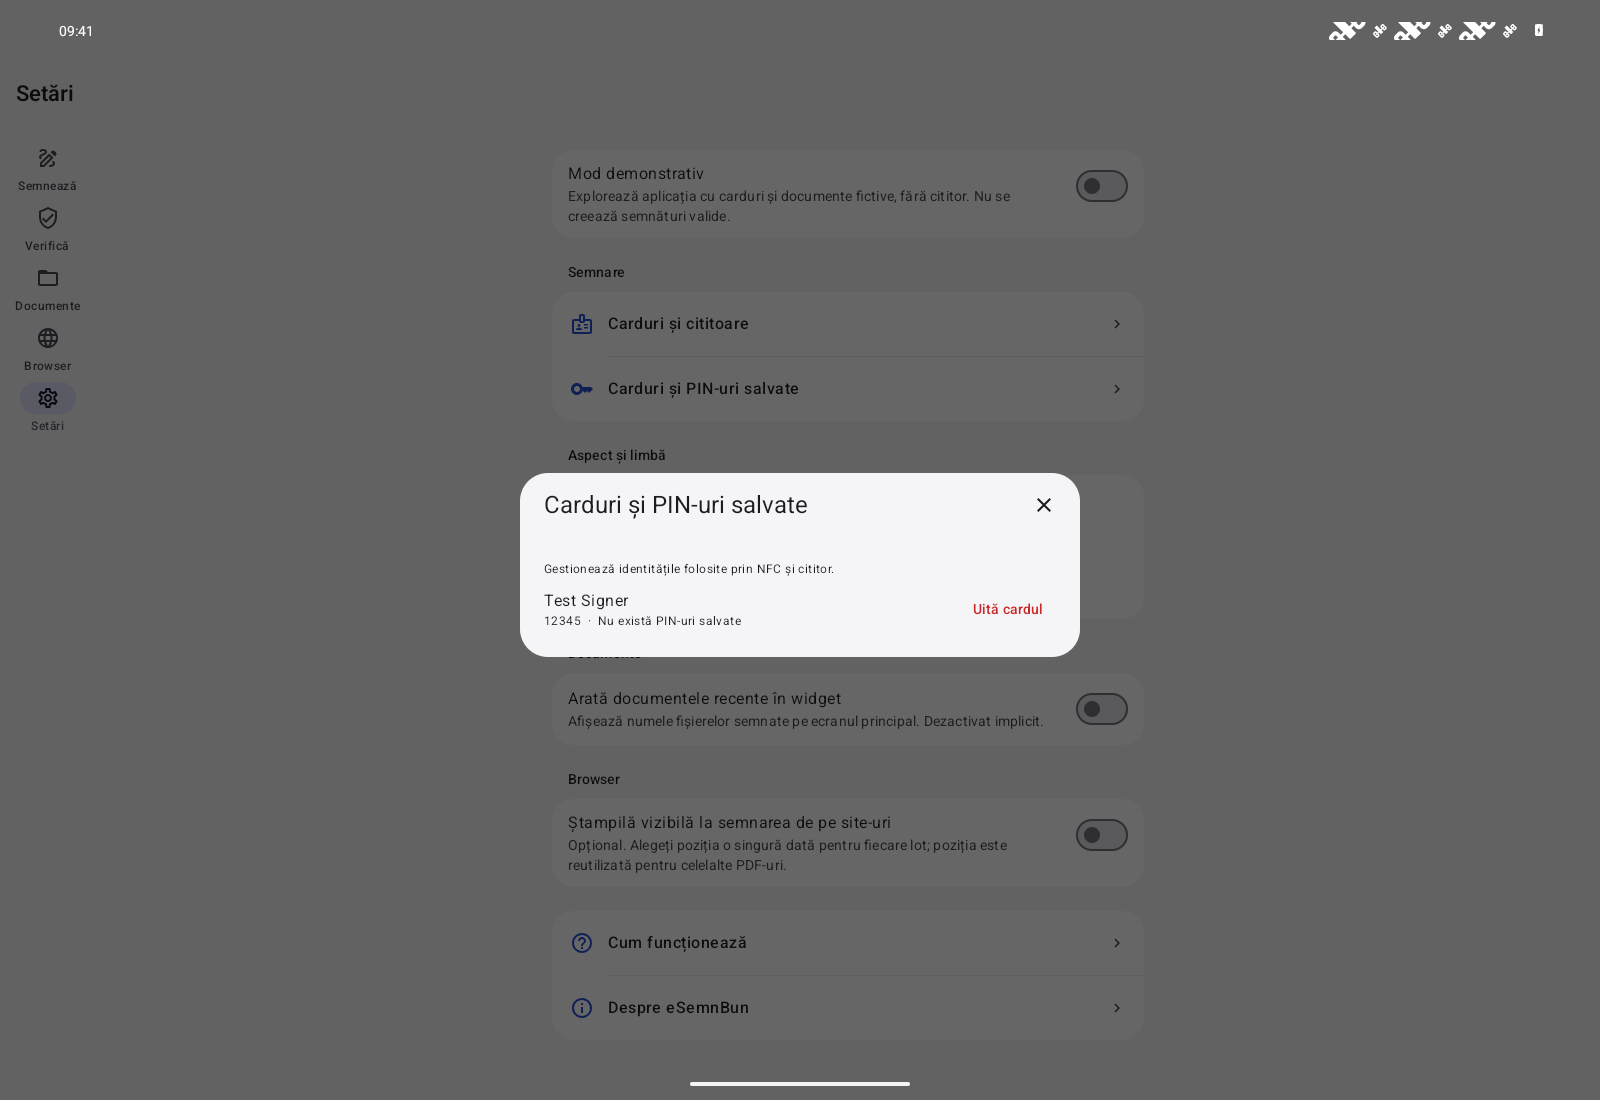 09:41
Setări
Semnează
Verifică
Documente
Browser
Setări
Mod demonstrativ
Explorează aplicația cu carduri și documente fictive, fără cititor. Nu se
creează semnături valide.
Semnare
Carduri și cititoare
Carduri și PIN-uri salvate
Aspect și limbă
Carduri și PIN-uri salvate
Gestionează identitățile folosite prin NFC și cititor.
Test Signer
12345 · Nu există PIN-uri salvate
Uită cardul
Arată documentele recente în widget
Afișează numele fișierelor semnate pe ecranul principal. Dezactivat implicit.
Browser
Ștampilă vizibilă la semnarea de pe site-uri
Opțional. Alegeți poziția o singură dată pentru fiecare lot; poziția este
reutilizată pentru celelalte PDF-uri.
Cum funcționează
Despre eSemnBun